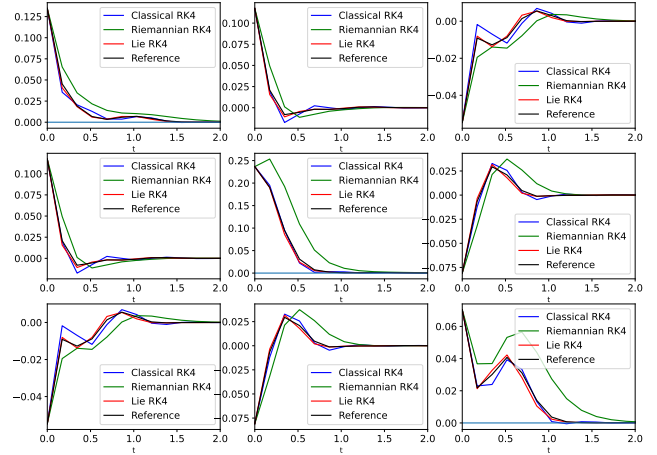 0.125
0.100
0.075
0.050
0.025
0.000
0.0 0.5 1.0 1.5 2.0
t
Classical RK4
Riemannian RK4
Lie RK4
Reference
0.125
0.100
0.075
0.050
0.025
0.000
0.0 0.5 1.0 1.5 2.0
t
Classical RK4
Riemannian RK4
Lie RK4
Reference
0.00
−0.02
−0.04
0.0 0.5 1.0 1.5 2.0
t
Classical RK4
Riemannian RK4
Lie RK4
Reference
0.100
0.075
0.050
0.025
0.000
0.0 0.5 1.0 1.5 2.0
t
Classical RK4
Riemannian RK4
Lie RK4
Reference
0.25
0.20
0.15
0.10
0.05
0.00
0.0 0.5 1.0 1.5 2.0
t
Classical RK4
Riemannian RK4
Lie RK4
Reference
0.025
0.000
0.025
0.050
0.075
0.0 0.5 1.0 1.5 2.0
t
Classical RK4
Riemannian RK4
Lie RK4
Reference
0.00
−0.02
−0.04
0.0 0.5 1.0 1.5 2.0
t
Classical RK4
Riemannian RK4
Lie RK4
Reference
0.025
0.000
−0.025
−0.050
−0.075
0.0 0.5 1.0 1.5 2.0
t
Classical RK4
Riemannian RK4
Lie RK4
Reference
0.06
0.04
0.02
0.00
0.0 0.5 1.0 1.5 2.0
t
Classical RK4
Riemannian RK4
Lie RK4
Reference